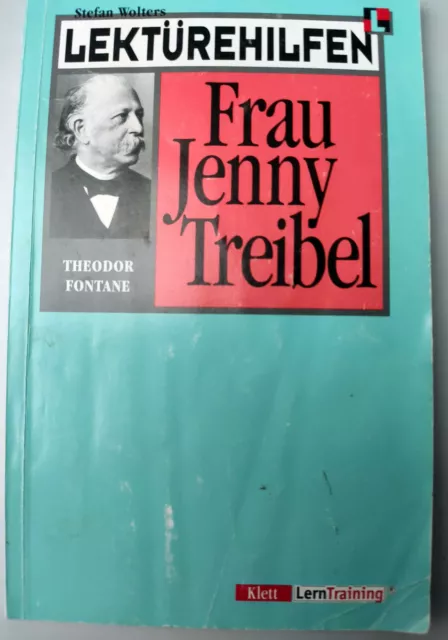 Stefan Wolters
LEKTÜREHILFEN
L
Frau
Jenny
Treibel
THEODOR
FONTANE
Klett LernTraining®